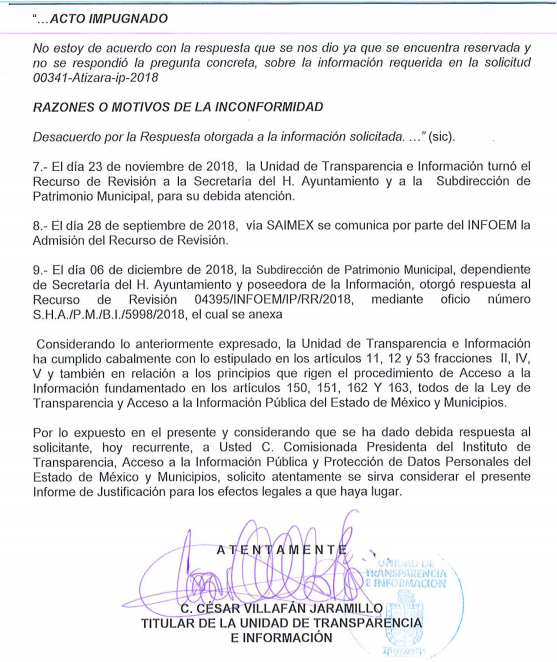 "...ACTO IMPUGNADO
No estoy de acuerdo con la respuesta que se nos dio ya que se encuentra reservada y
no se respondió la pregunta concreta, sobre la información requerida en la solicitud
00341-Atizara-ip-2018
RAZONES O MOTIVOS DE LA INCONFORMIDAD
Desacuerdo por la Respuesta otorgada a la información solicitada. ..." (sic).
7.- El día 23 de noviembre de 2018, la Unidad de Transparencia e Información turnó el
Recurso de Revisión a la Secretaría del H. Ayuntamiento y a la Subdirección de
Patrimonio Municipal, para su debida atención.
8.- El día 28 de septiembre de 2018, vía SAIMEX se comunica por parte del INFOEM la
Admisión del Recurso de Revisión.
9.- El día 06 de diciembre de 2018, la Subdirección de Patrimonio Municipal, dependiente
de Secretaría del H. Ayuntamiento y poseedora de la Información, otorgó respuesta al
Recurso de Revisión 04395/INFOEM/IP/RR/2018, mediante oficio número
S.H.A./P.M./B.I./5998/2018, el cual se anexa
Considerando lo anteriormente expresado, la Unidad de Transparencia e Información
ha cumplido cabalmente con lo estipulado en los artículos 11, 12 y 53 fracciones II, IV,
V y también en relación a los principios que rigen el procedimiento de Acceso a la
Información fundamentado en los artículos 150, 151, 162 Y 163, todos de la Ley de
Transparencia y Acceso a la Información Pública del Estado de México y Municipios.
Por lo expuesto en el presente y considerando que se ha dado debida respuesta al
solicitante, hoy recurrente, a Usted C. Comisionada Presidenta del Instituto de
Transparencia, Acceso a la Información Pública y Protección de Datos Personales del
Estado de México y Municipios, solicito atentamente se sirva considerar el presente
Informe de Justificación para los efectos legales a que haya lugar.
ATENTAMENTE
UNIDAD DE
TRANSPARENCIA
E INFORMACIÓN
C. CÉSAR VILLAFÁN JARAMILLO
TITULAR DE LA UNIDAD DE TRANSPARENCIA
E INFORMACIÓN